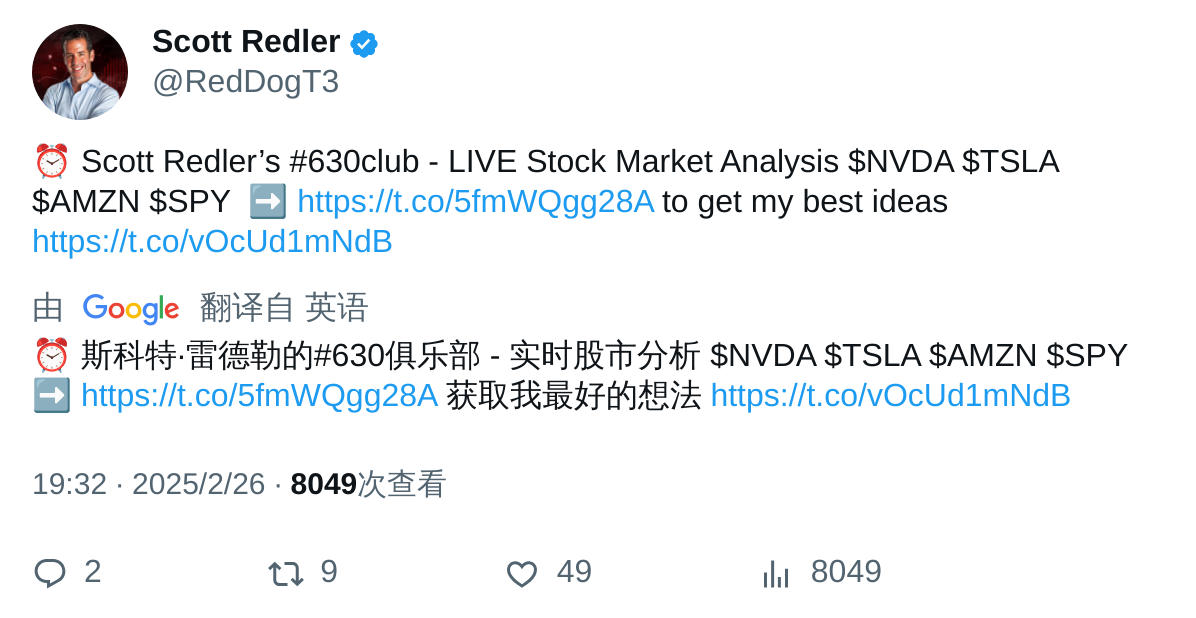 Scott Redler
@RedDogT3
⏰ Scott Redler’s #630club - LIVE Stock Market Analysis $NVDA $TSLA
$AMZN $SPY ➡️ https://t.co/5fmWQgg28A to get my best ideas
https://t.co/vOcUd1mNdB
由 Google 翻译自 英语
⏰ 斯科特·雷德勒的#630俱乐部 - 实时股市分析 $NVDA $TSLA $AMZN $SPY
➡️ https://t.co/5fmWQgg28A 获取我最好的想法 https://t.co/vOcUd1mNdB
19:32 · 2025/2/26 · 8049次查看
2 9 49 8049